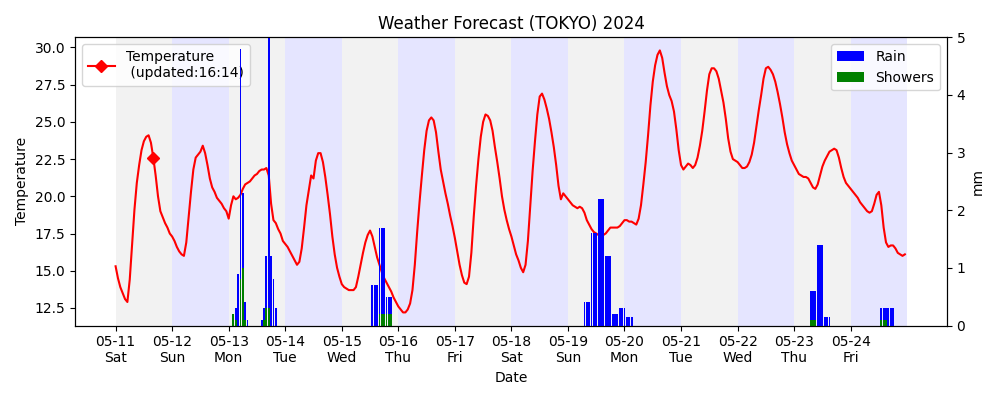 Weather Forecast (TOKYO) 2024
Temperature
(updated:16:14)
Rain
Showers
30.0
27.5
25.0
22.5
20.0
17.5
15.0
12.5
Temperature
5
4
3
2
1
0
mm
05-11 05-12 05-13 05-14 05-15 05-16 05-17 05-18 05-19 05-20 05-21 05-22 05-23 05-24
Sat Sun Mon Tue Wed Thu Fri Sat Sun Mon Tue Wed Thu Fri
Date